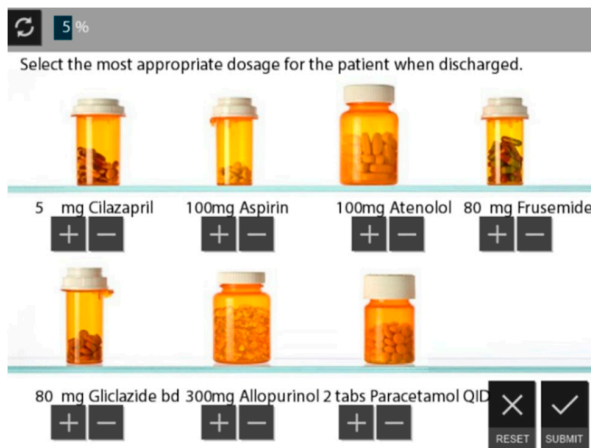 5 %
Select the most appropriate dosage for the patient when discharged.
5 mg Cilazapril 100mg Aspirin 100mg Atenolol 80 mg Frusemide
80 mg Gliclazide bd 300mg Allopurinol 2 tabs Paracetamol QID
RESET SUBMIT